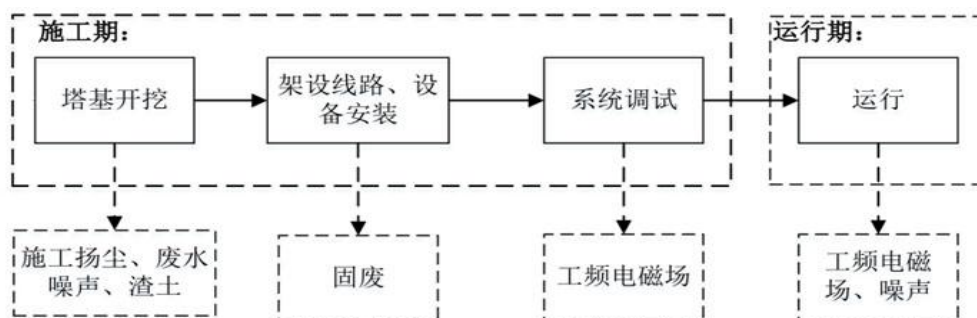 施工期：
运行期：
塔基开挖
架设线路、设
备安装
系统调试
运行
施工扬尘、废水
噪声、渣土
固废
工频电磁场
工频电磁
场、噪声